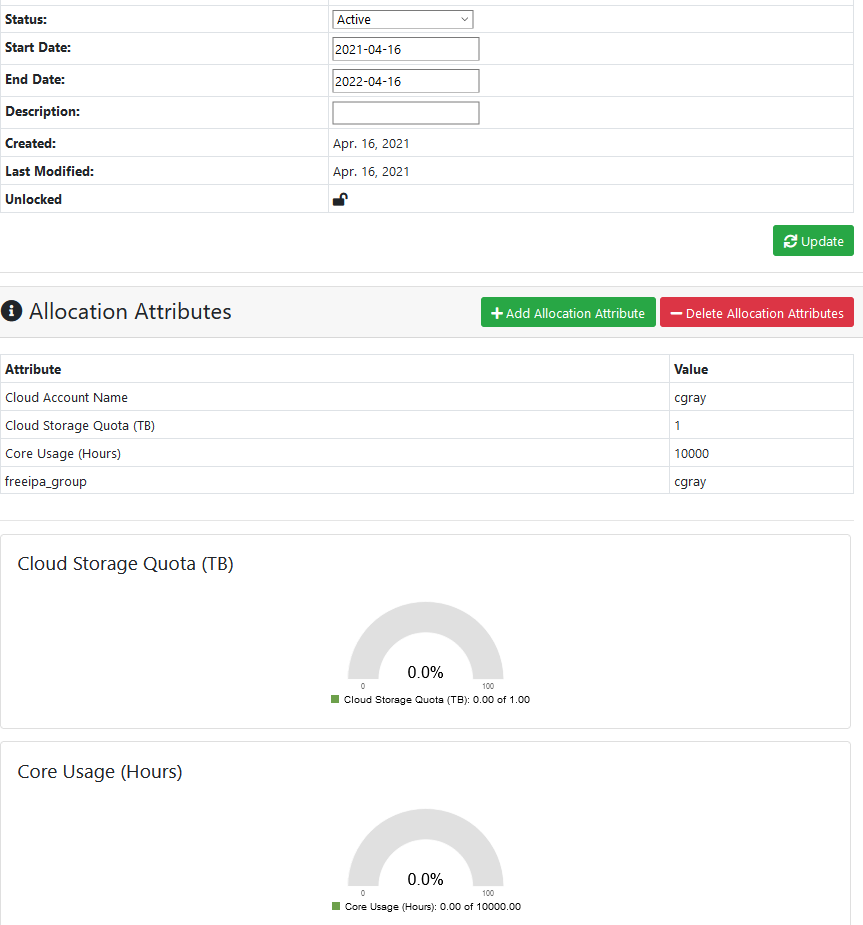 Status: Active
Start Date: 2021-04-16
End Date: 2022-04-16
Description:
Created: Apr. 16, 2021
Last Modified: Apr. 16, 2021
Unlocked
Update
Allocation Attributes Add Allocation Attribute Delete Allocation Attributes
Attribute Value
Cloud Account Name cgray
Cloud Storage Quota (TB) 1
Core Usage (Hours) 10000
freeipa_group cgray
Cloud Storage Quota (TB)
0.0%
0 100
Cloud Storage Quota (TB): 0.00 of 1.00
Core Usage (Hours)
0.0%
0 100
Core Usage (Hours): 0.00 of 10000.00